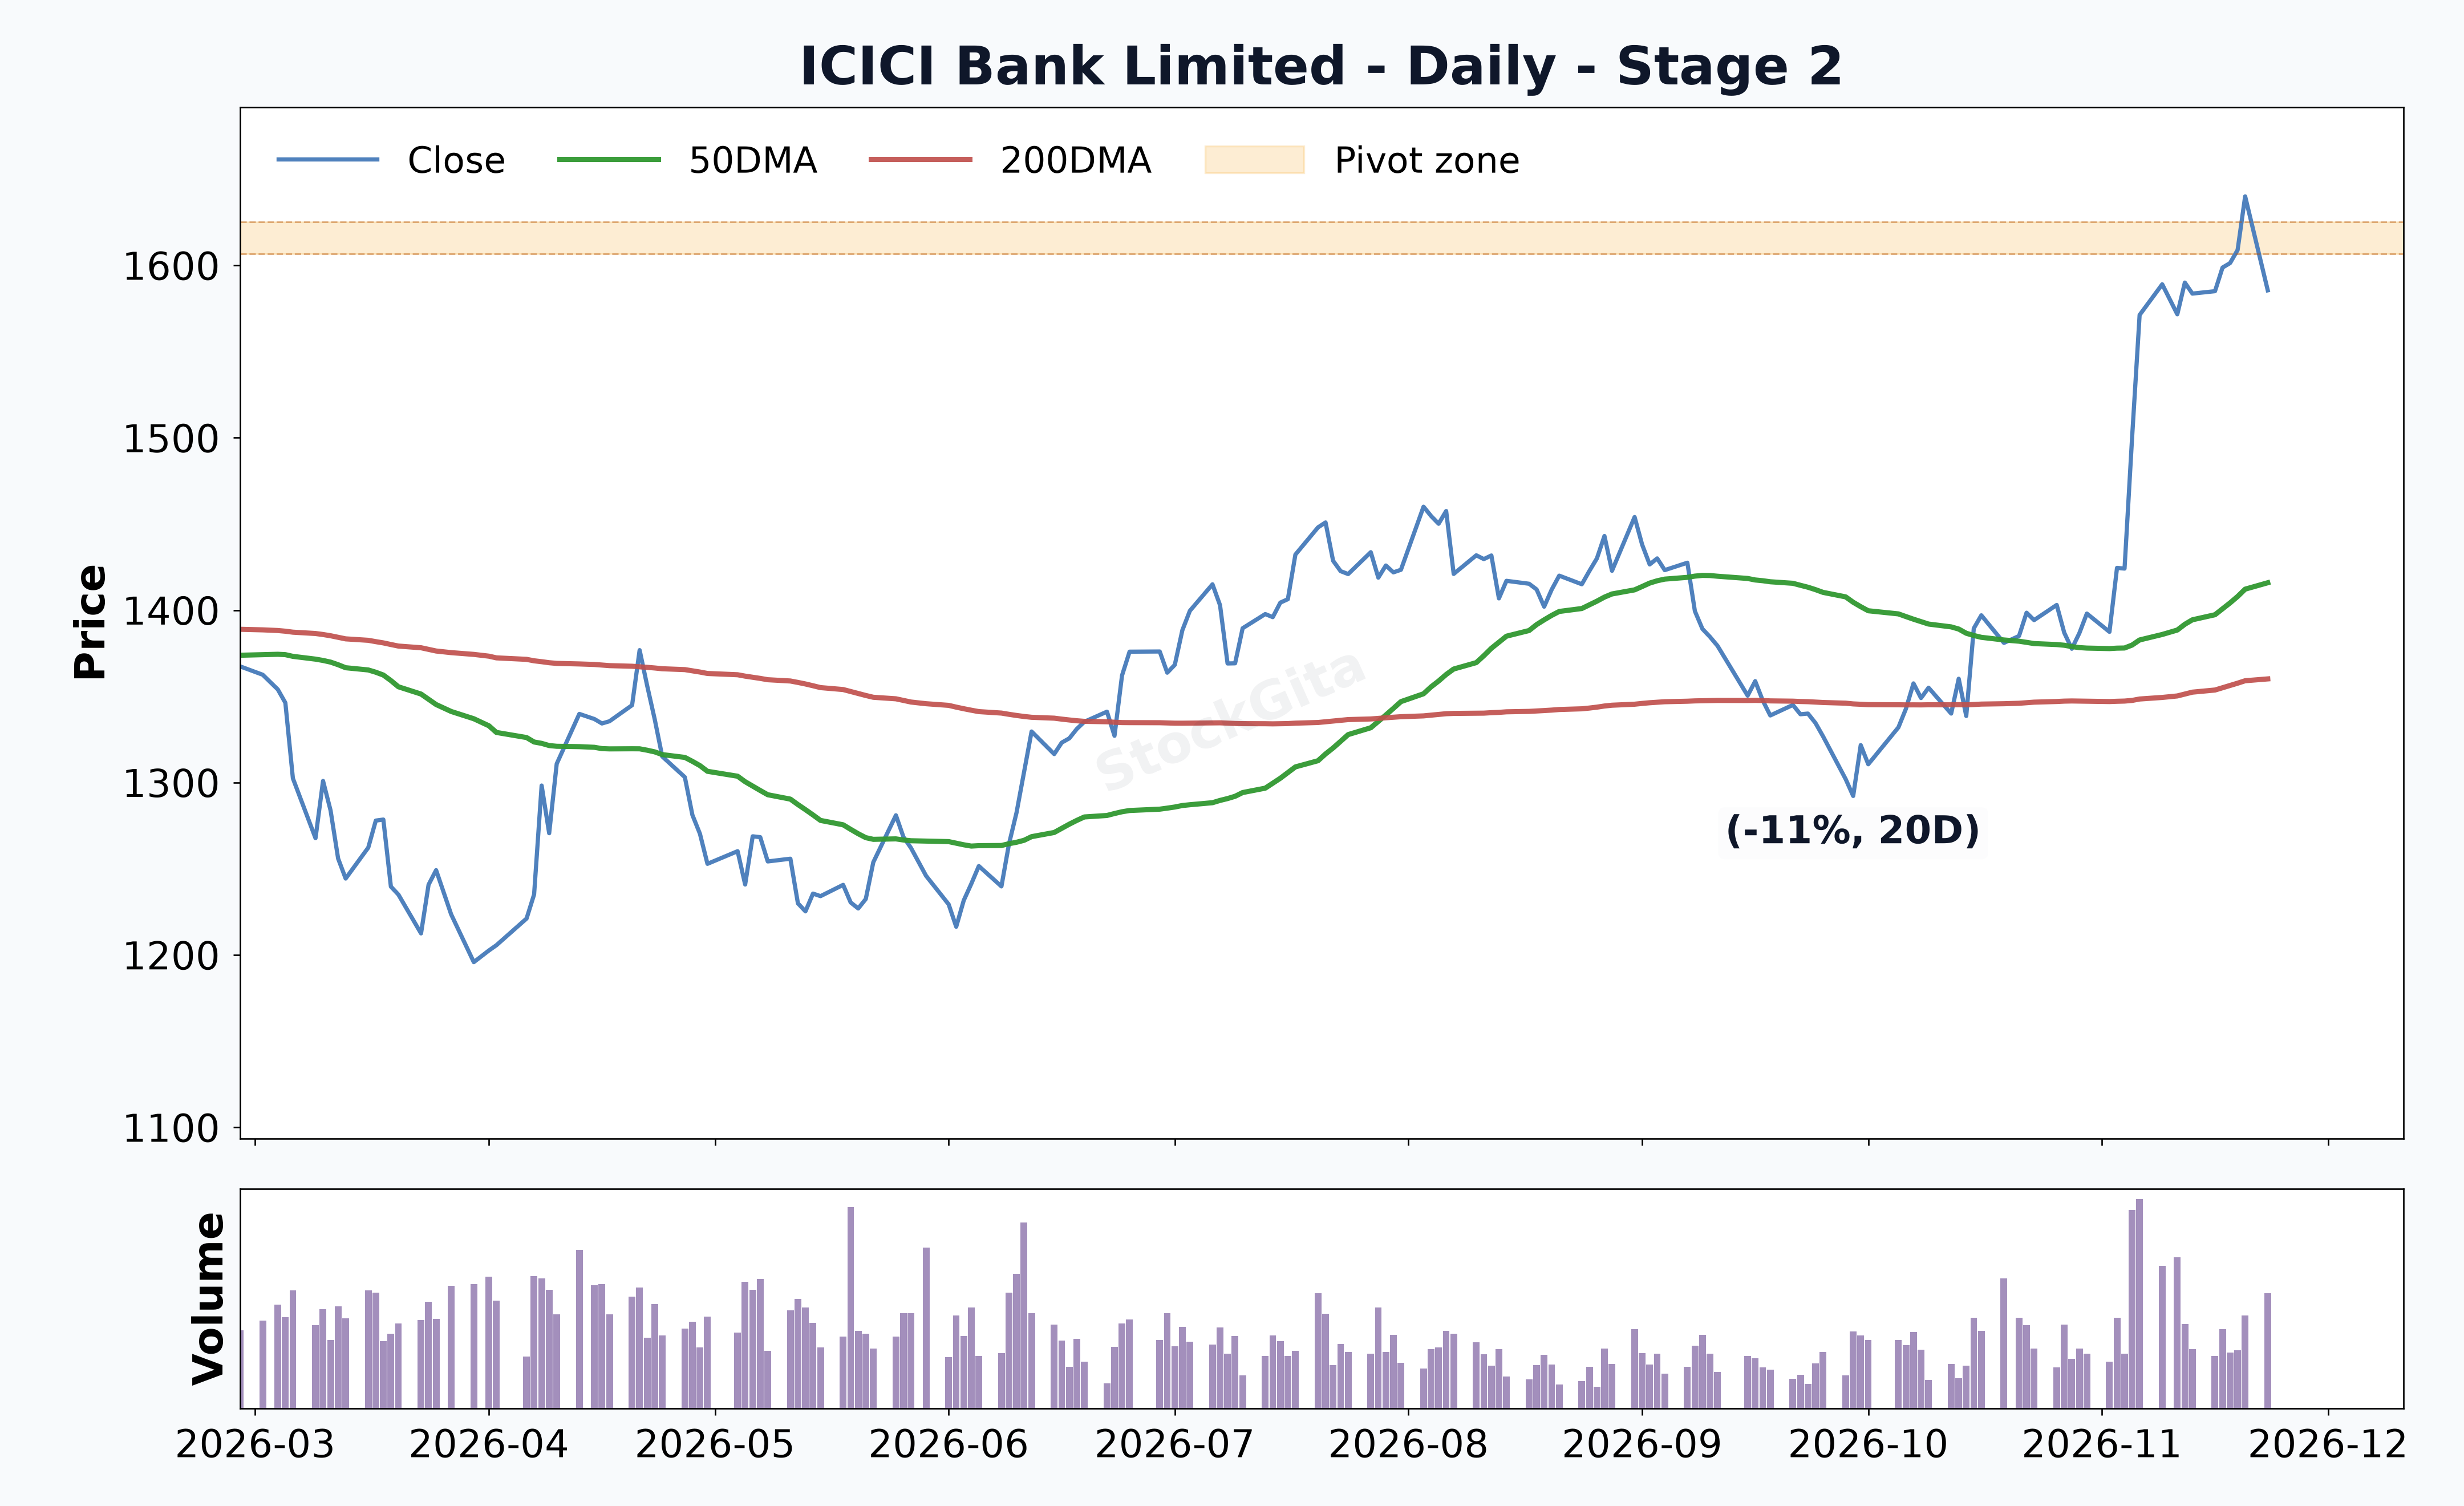 ICICI Bank Limited - Daily - Stage 2
Close 50DMA 200DMA Pivot zone
1600
1500
1400
1300
1200
1100
Price
StockGita
(-11%, 20D)
Volume
2026-03 2026-04 2026-05 2026-06 2026-07 2026-08 2026-09 2026-10 2026-11 2026-12